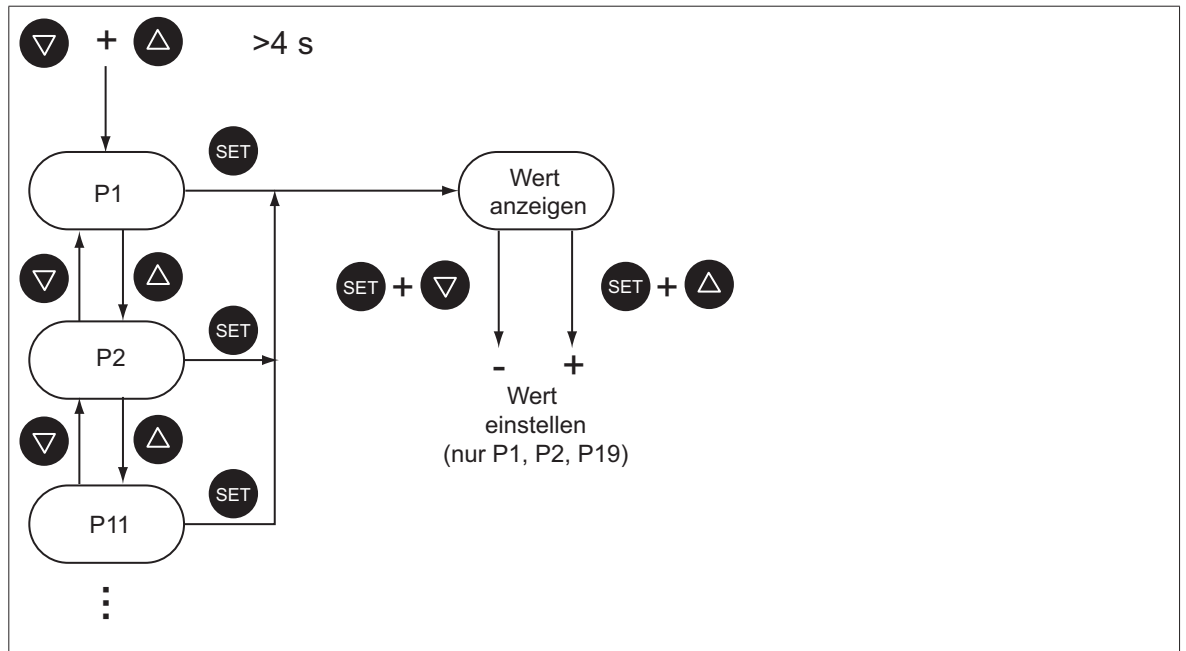 + >4 s
SET
P1
Wert
anzeigen
SET + SET +
P2
SET
- +
Wert
einstellen
(nur P1, P2, P19)
P11
SET
⋮